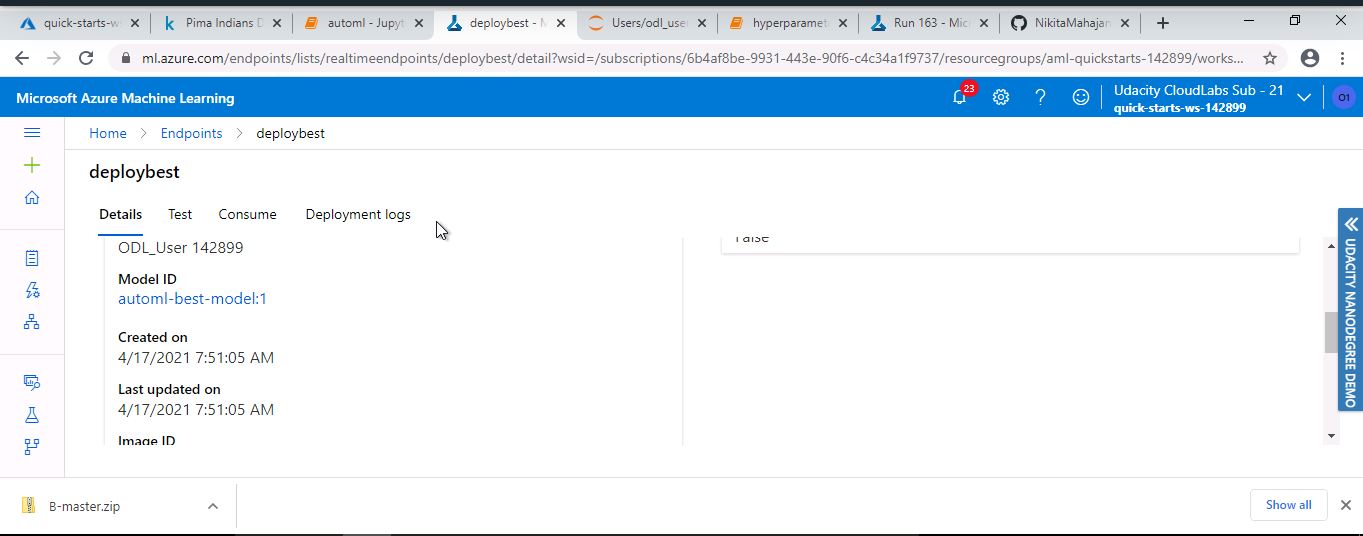 quick-starts-ws
Pima Indians D
automl - Jupyt
deploybest - M
Users/odl_use
hyperparamet
Run 163 - Micr
NikitaMahajan
ml.azure.com/endpoints/lists/realtimeendpoints/deploybest/detail?wsid=/subscriptions/6b4af8be-9931-443e-90f6-c4c34a1f9737/resourcegroups/aml-quickstarts-142899/works...
Microsoft Azure Machine Learning
23
Udacity CloudLabs Sub - 21
quick-starts-ws-142899
O1
Home > Endpoints > deploybest
deploybest
Details Test Consume Deployment logs
ODL_User 142899
False
Model ID
automl-best-model:1
Created on
4/17/2021 7:51:05 AM
Last updated on
4/17/2021 7:51:05 AM
Image ID
UDACITY NANODEGREE DEMO
B-master.zip
Show all